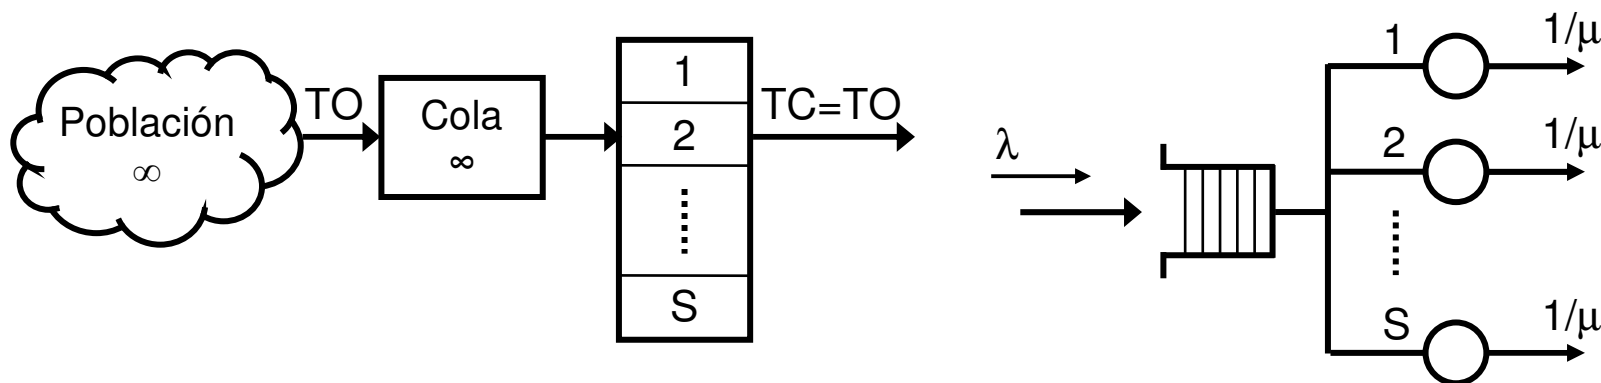 Población
∞
TO
Cola
∞
1
2
S
TC=TO
λ
1
1/μ
2
1/μ
S
1/μ